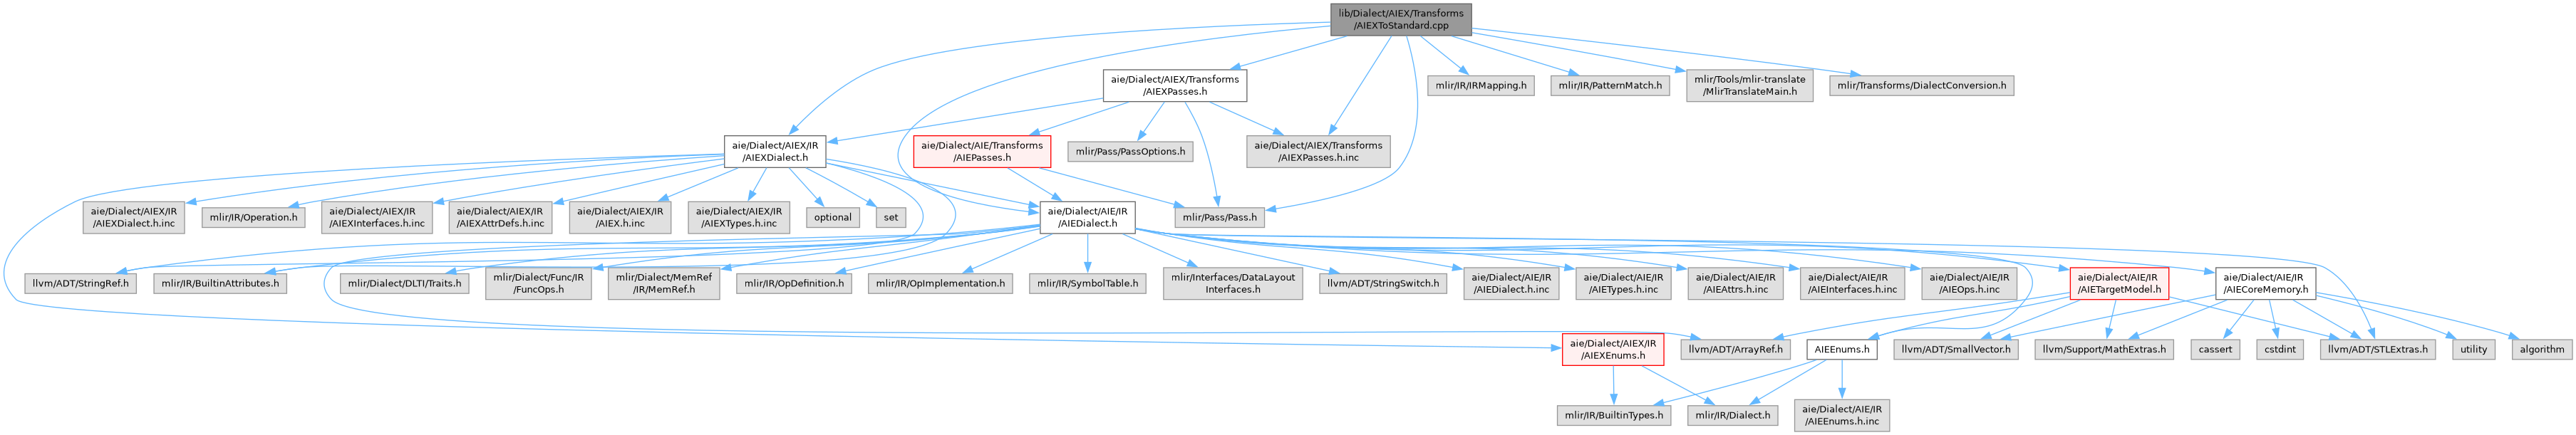 lib/Dialect/AIEX/Transforms
/AIEXToStandard.cpp
aie/Dialect/AIEX/Transforms
/AIEXPasses.h
mlir/IR/IRMapping.h
mlir/IR/PatternMatch.h
mlir/Tools/mlir-translate
/MlirTranslateMain.h
mlir/Transforms/DialectConversion.h
aie/Dialect/AIEX/IR
/AIEXDialect.h
aie/Dialect/AIE/Transforms
/AIEPasses.h
mlir/Pass/PassOptions.h
aie/Dialect/AIEX/Transforms
/AIEXPasses.h.inc
aie/Dialect/AIEX/IR
/AIEXDialect.h.inc
mlir/IR/Operation.h
aie/Dialect/AIEX/IR
/AIEXInterfaces.h.inc
aie/Dialect/AIEX/IR
/AIEXAttrDefs.h.inc
aie/Dialect/AIEX/IR
/AIEX.h.inc
aie/Dialect/AIEX/IR
/AIEXTypes.h.inc
optional
set
aie/Dialect/AIE/IR
/AIEDialect.h
mlir/Pass/Pass.h
llvm/ADT/StringRef.h
mlir/IR/BuiltinAttributes.h
mlir/Dialect/DLTI/Traits.h
mlir/Dialect/Func/IR
/FuncOps.h
mlir/Dialect/MemRef
/IR/MemRef.h
mlir/IR/OpDefinition.h
mlir/IR/OpImplementation.h
mlir/IR/SymbolTable.h
mlir/Interfaces/DataLayout
Interfaces.h
llvm/ADT/StringSwitch.h
aie/Dialect/AIE/IR
/AIEDialect.h.inc
aie/Dialect/AIE/IR
/AIETypes.h.inc
aie/Dialect/AIE/IR
/AIEAttrs.h.inc
aie/Dialect/AIE/IR
/AIEInterfaces.h.inc
aie/Dialect/AIE/IR
/AIEOps.h.inc
aie/Dialect/AIE/IR
/AIETargetModel.h
aie/Dialect/AIE/IR
/AIECoreMemory.h
aie/Dialect/AIEX/IR
/AIEXEnums.h
llvm/ADT/ArrayRef.h
AIEEnums.h
llvm/ADT/SmallVector.h
llvm/Support/MathExtras.h
cassert
cstdint
llvm/ADT/STLExtras.h
utility
algorithm
mlir/IR/BuiltinTypes.h
mlir/IR/Dialect.h
aie/Dialect/AIE/IR
/AIEEnums.h.inc